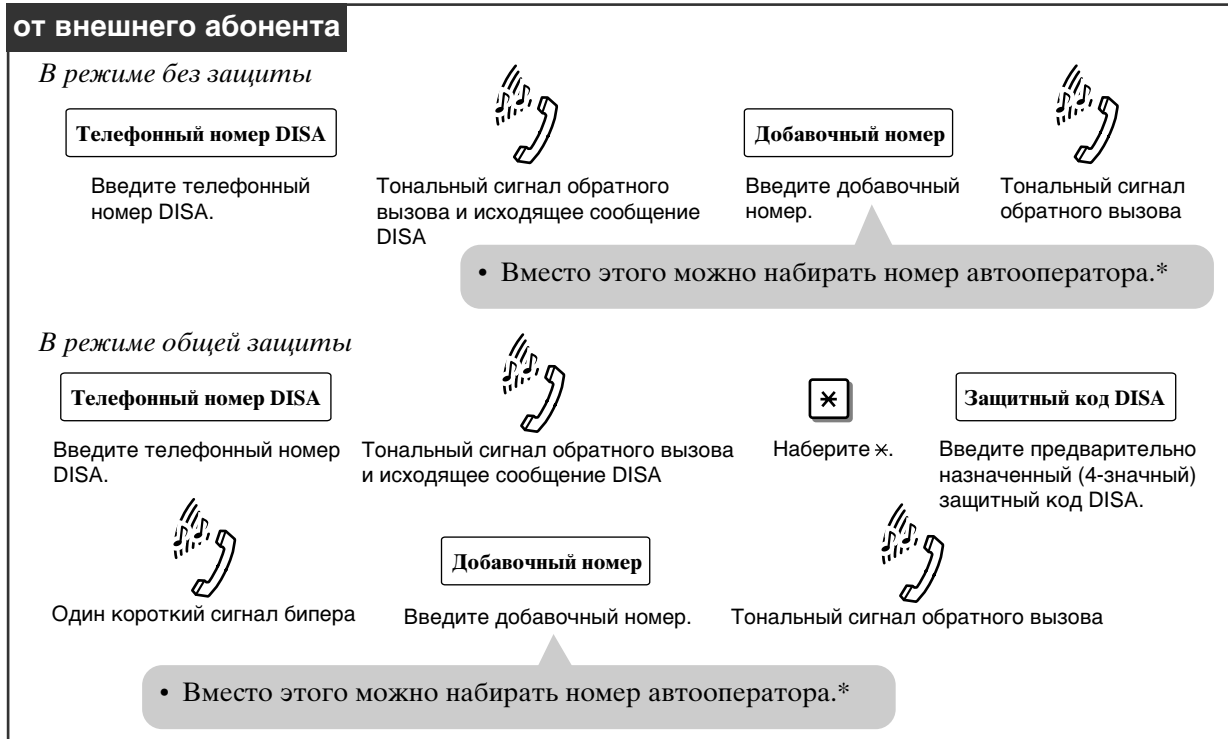 от внешнего абонента
В режиме без защиты
Телефонный номер DISA
Добавочный номер
Введите телефонный
номер DISA.
Тональный сигнал обратного
вызова и исходящее сообщение
DISA
Введите добавочный
номер.
Тональный сигнал
обратного вызова
• Вместо этого можно набирать номер автооператора.*
В режиме общей защиты
Телефонный номер DISA
*
Защитный код DISA
Введите телефонный номер
DISA.
Тональный сигнал обратного вызова
и исходящее сообщение DISA
Наберите *.
Введите предварительно
назначенный (4-значный)
защитный код DISA.
Добавочный номер
Один короткий сигнал бипера
Введите добавочный номер.
Тональный сигнал обратного вызова
• Вместо этого можно набирать номер автооператора.*